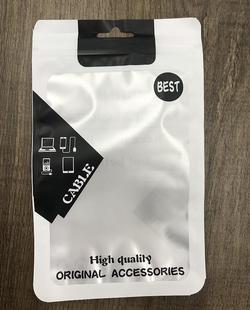 BEST
CABLE
High quality
ORIGINAL ACCESSORIES